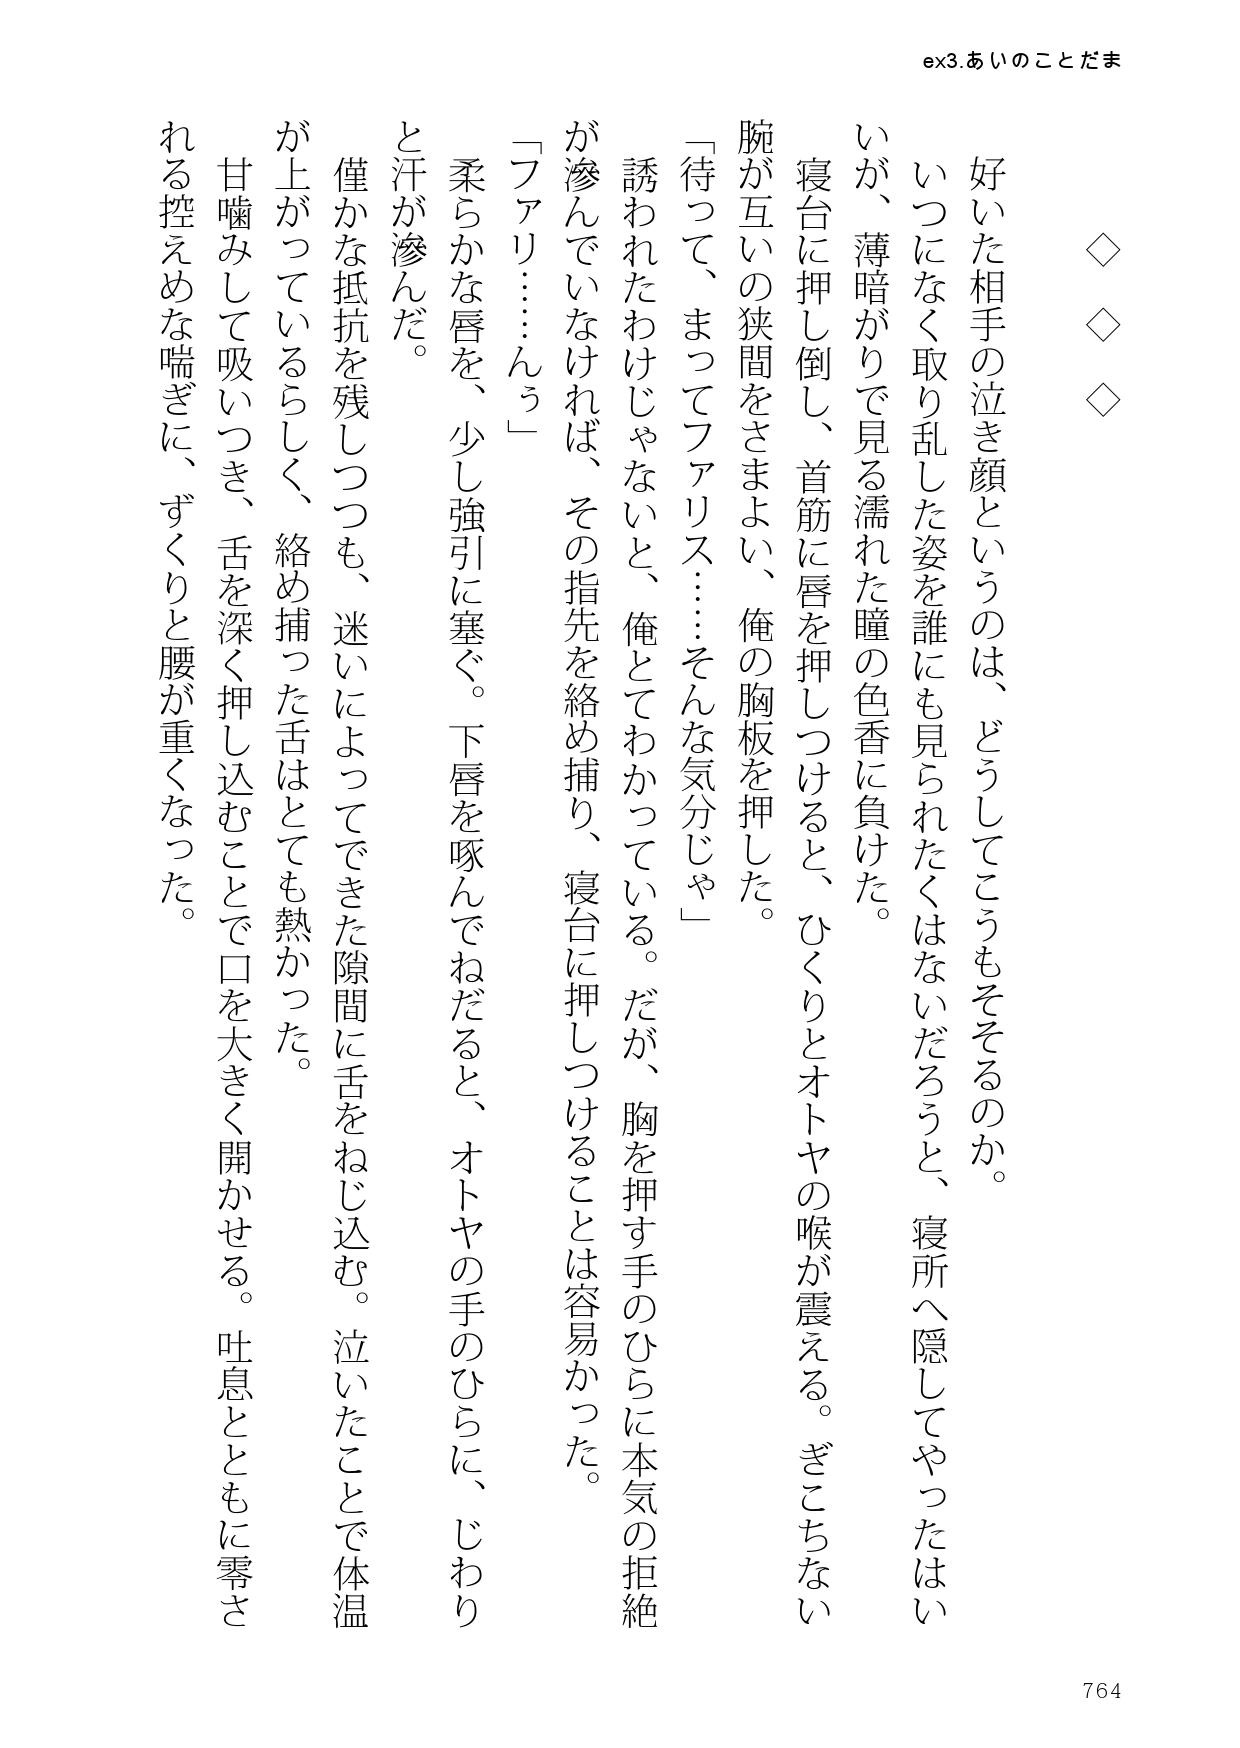 ex3.あいのことだま
◇　◇　◇
　好いた相手の泣き顔というのは、どうしてこうもそそるのか。
　いつになく取り乱した姿を誰にも見られたくはないだろうと、寝所へ隠してやったはい
いが、薄暗がりで見る濡れた瞳の色香に負けた。
　寝台に押し倒し、首筋に唇を押しつけると、ひくりとオトヤの喉が震える。ぎこちない
腕が互いの狭間をさまよい、俺の胸板を押した。
「待って、まってファリス……そんな気分じゃ」
　誘われたわけじゃないと、俺とてわかっている。だが、胸を押す手のひらに本気の拒絶
が滲んでいなければ、その指先を絡め捕り、寝台に押しつけることは容易かった。
「ファリ……んぅ」
　柔らかな唇を、少し強引に塞ぐ。下唇を啄んでねだると、オトヤの手のひらに、じわり
と汗が滲んだ。
　僅かな抵抗を残しつつも、迷いによってできた隙間に舌をねじ込む。泣いたことで体温
が上がっているらしく、絡め捕った舌はとても熱かった。
　甘噛みして吸いつき、舌を深く押し込むことで口を大きく開かせる。吐息とともに零さ
れる控えめな喘ぎに、ずくりと腰が重くなった。
764